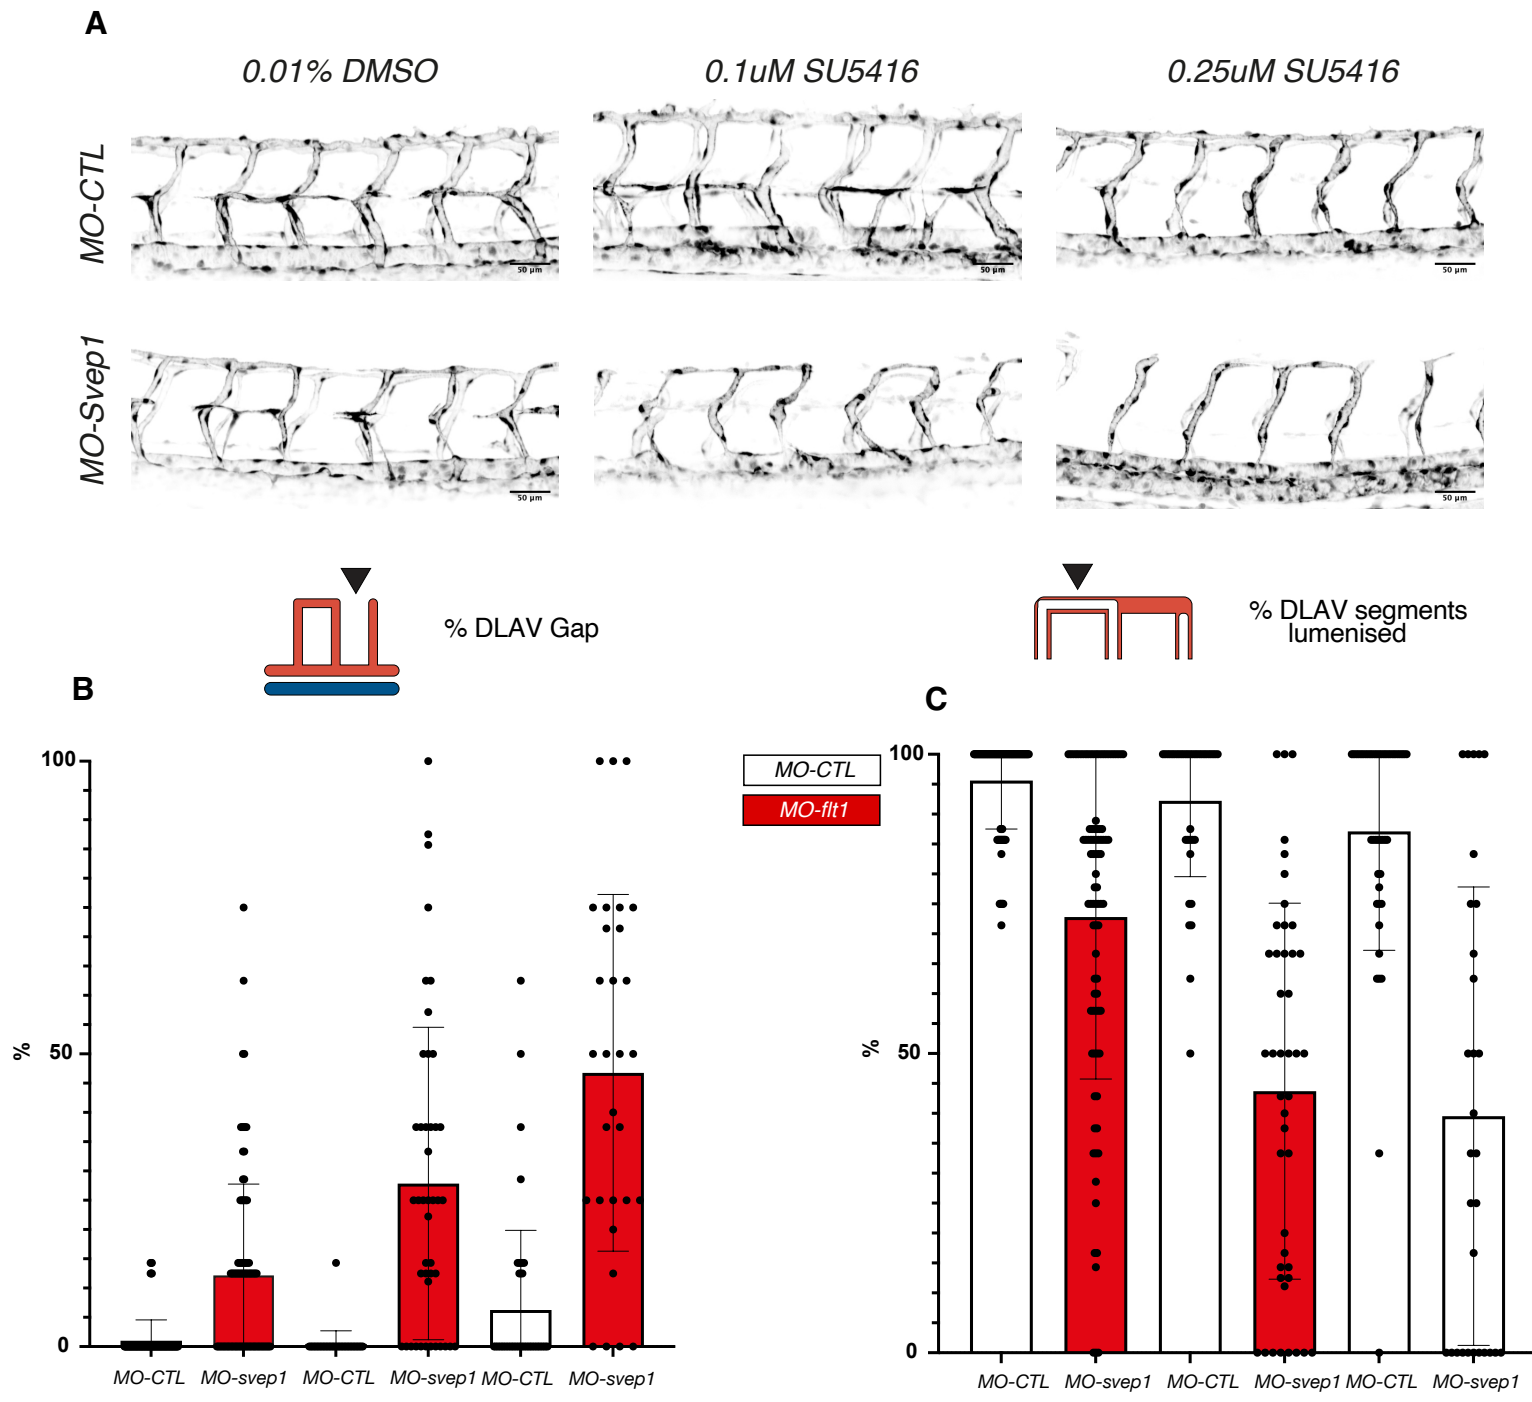 A
0.01% DMSO
0.1uM SU5416
0.25uM SU5416
MO-CTL
50 µm
50 µm
50 µm
MO-Svep1
50 µm
50 µm
% DLAV Gap
% DLAV segments
lumenised
B
C
100
50
0
%
MO-CTL
MO-flt1
100
50
0
%
MO-CTL
MO-svep1
MO-CTL
MO-svep1
MO-CTL
MO-svep1
MO-CTL
MO-svep1
MO-CTL
MO-svep1
MO-CTL
MO-svep1